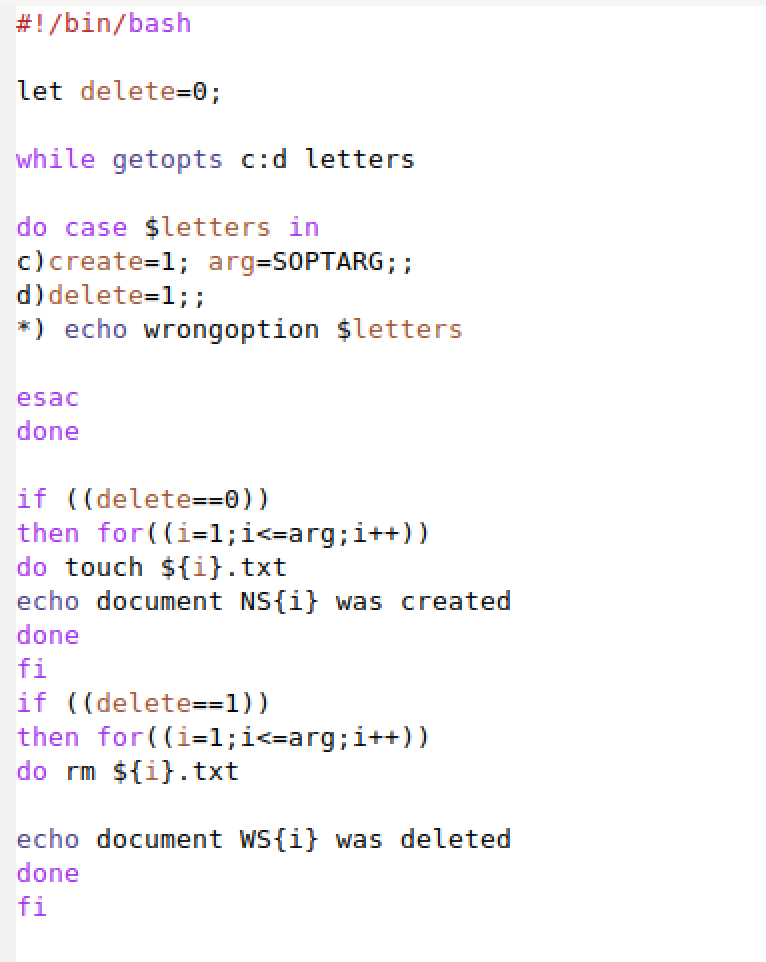 #!/bin/bash
let delete=0;
while getopts c:d letters
do case $letters in
c)create=1; arg=SOPTARG;;
d)delete=1;;
*) echo wrongoption $letters
esac
done
if ((delete==0))
then for((i=1;i<=arg;i++))
do touch ${i}.txt
echo document NS{i} was created
done
fi
if ((delete==1))
then for((i=1;i<=arg;i++))
do rm ${i}.txt
echo document WS{i} was deleted
done
fi